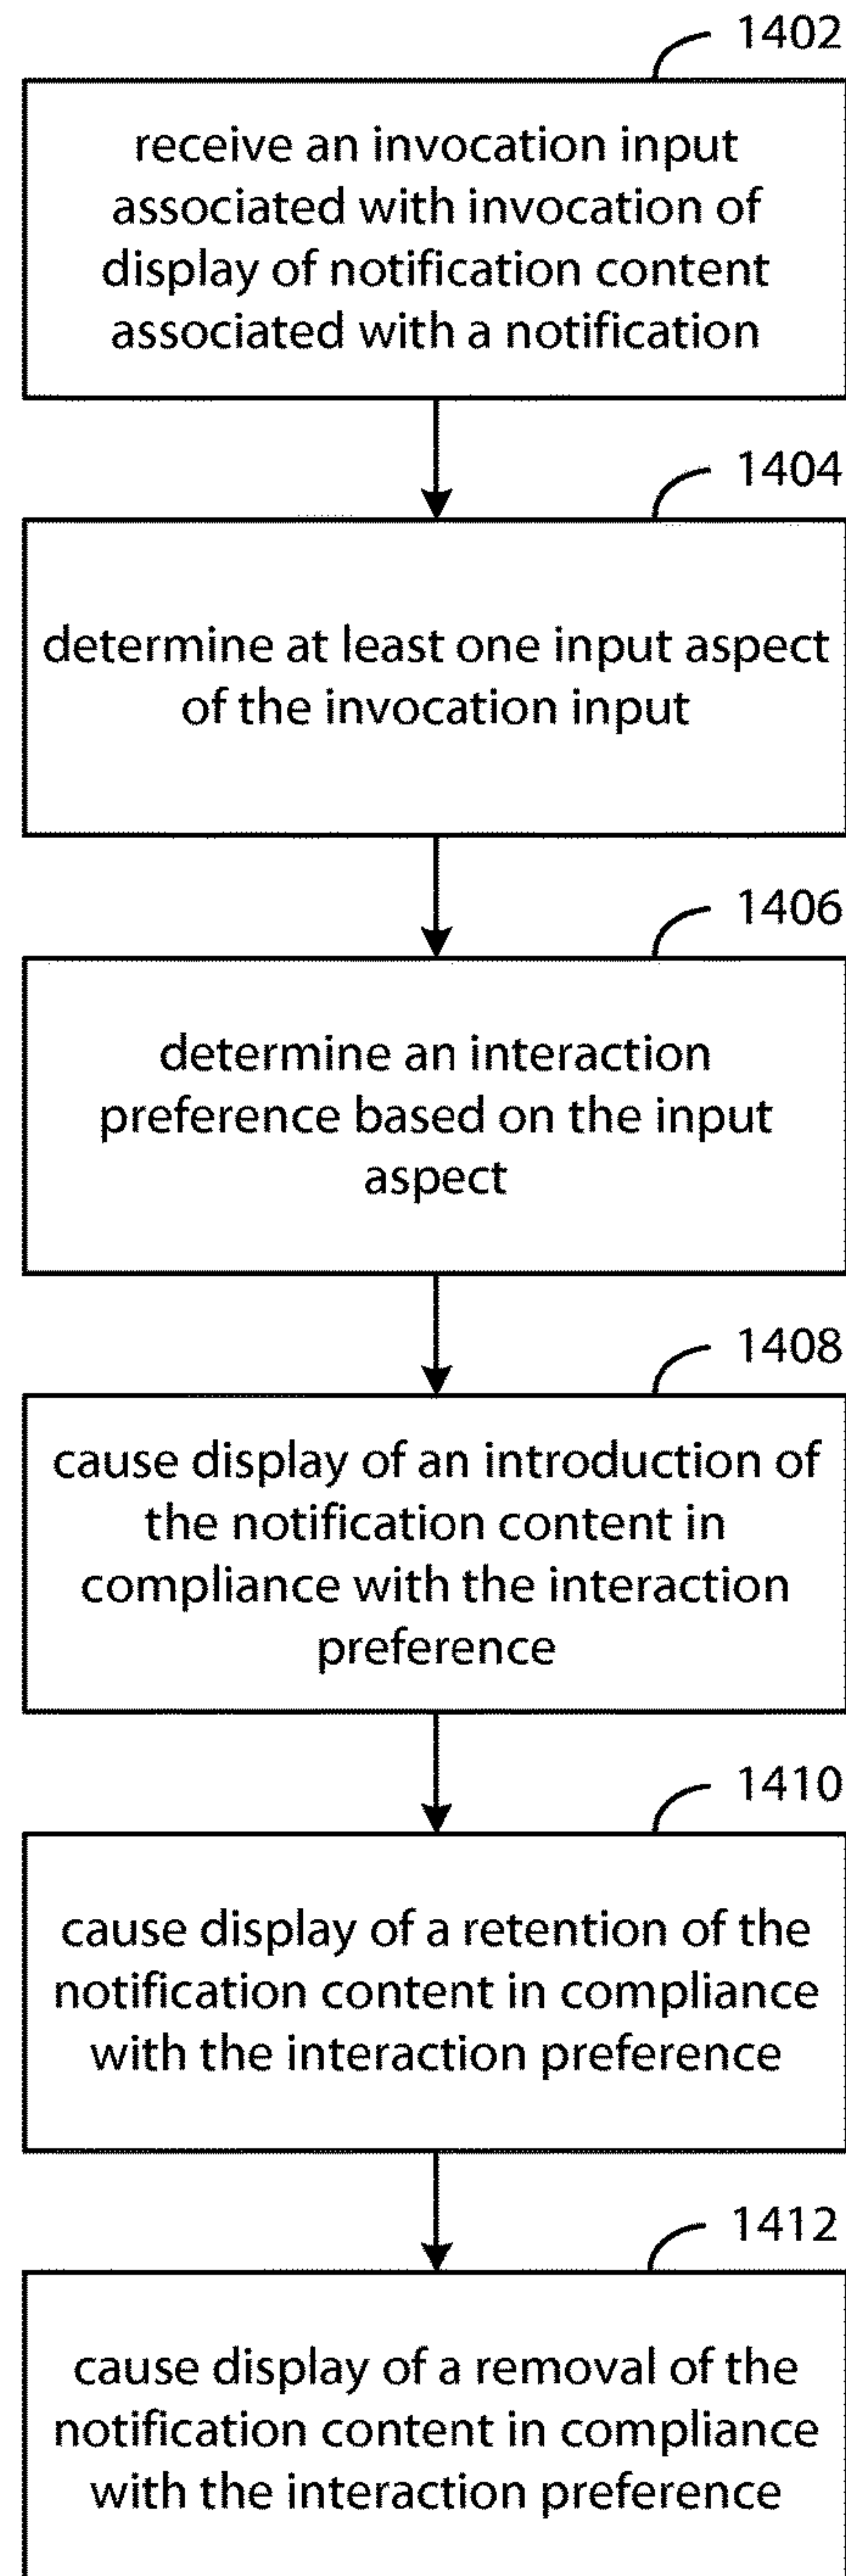 1402
receive an invocation input
associated with invocation of
display of notification content
associated with a notification
1404
determine at least one input aspect
of the invocation input
1406
determine an interaction
preference based on the input
aspect
1408
cause display of an introduction of
the notification content in
compliance with the interaction
preference
1410
cause display of a retention of the
notification content in compliance
with the interaction preference
1412
cause display of a removal of the
notification content in compliance
with the interaction preference